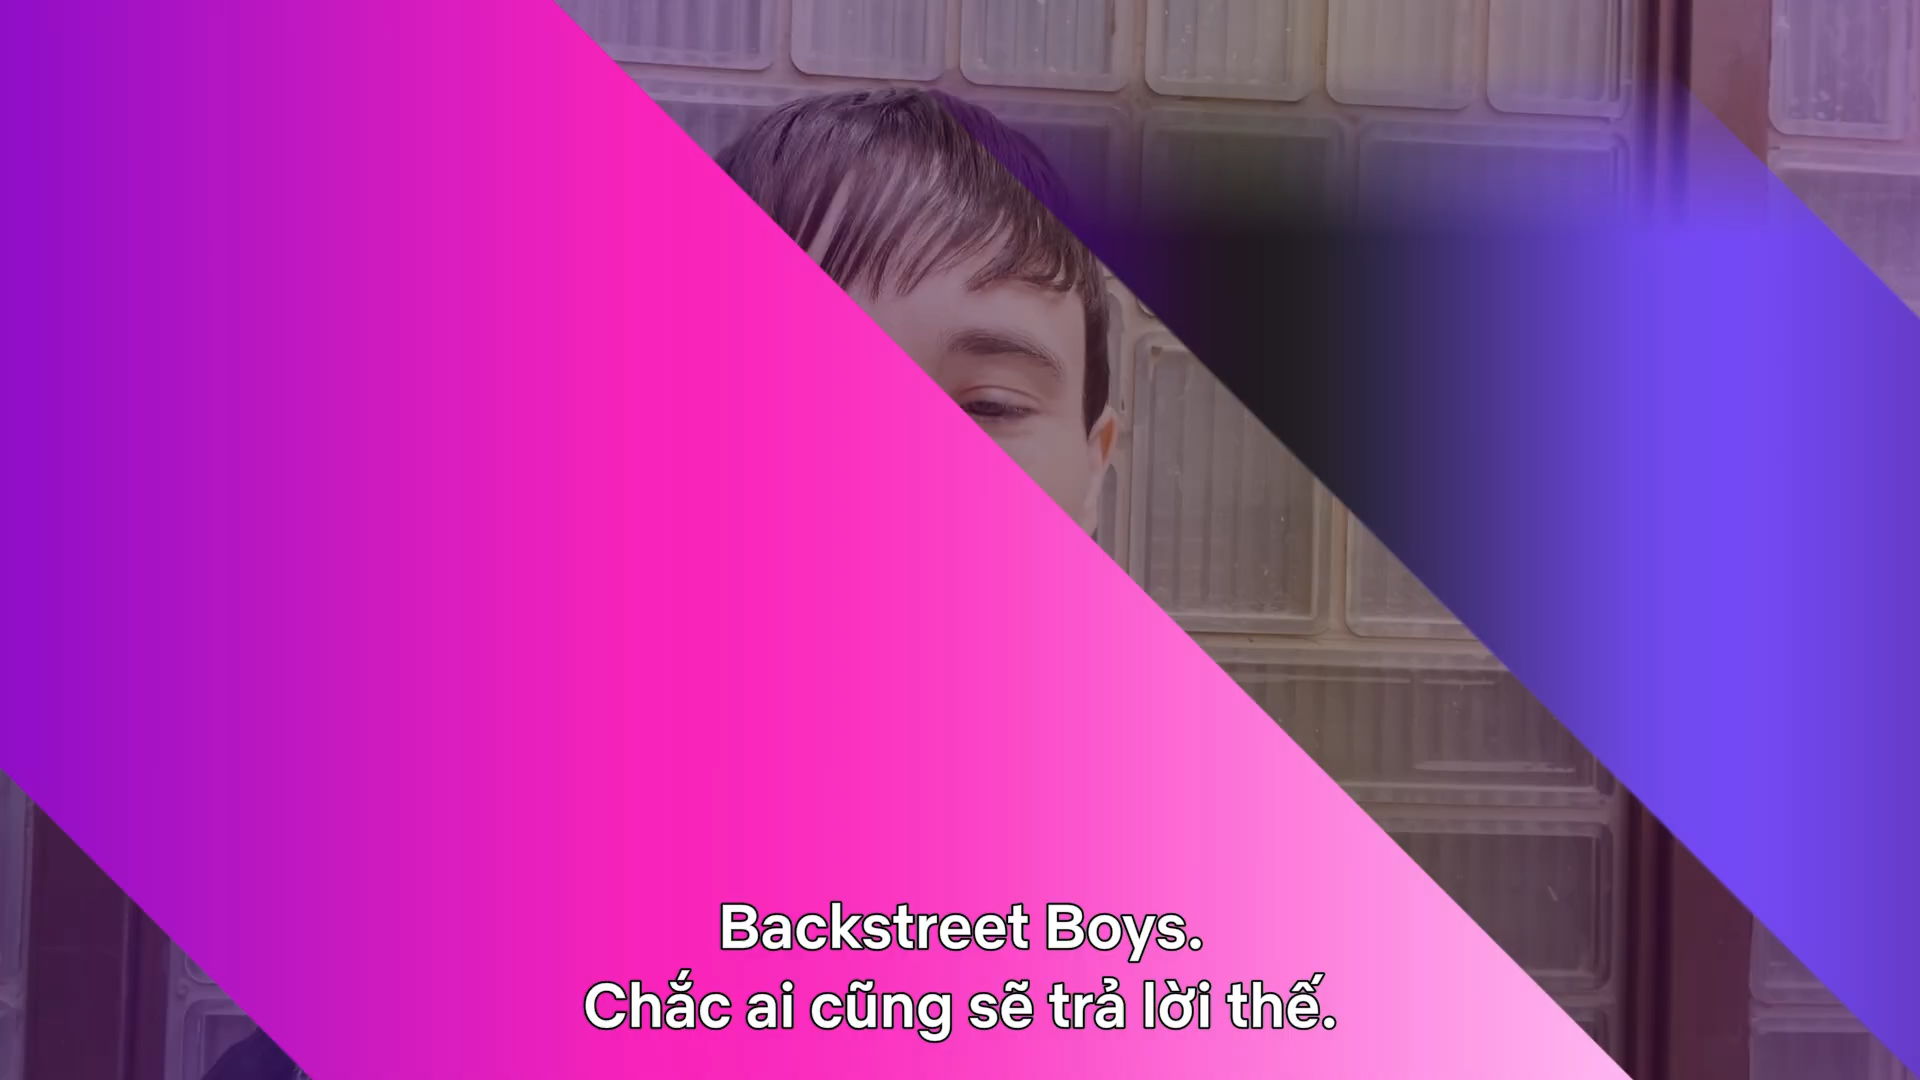 Backstreet Boys.
Chắc ai cũng sẽ trả lời thế.